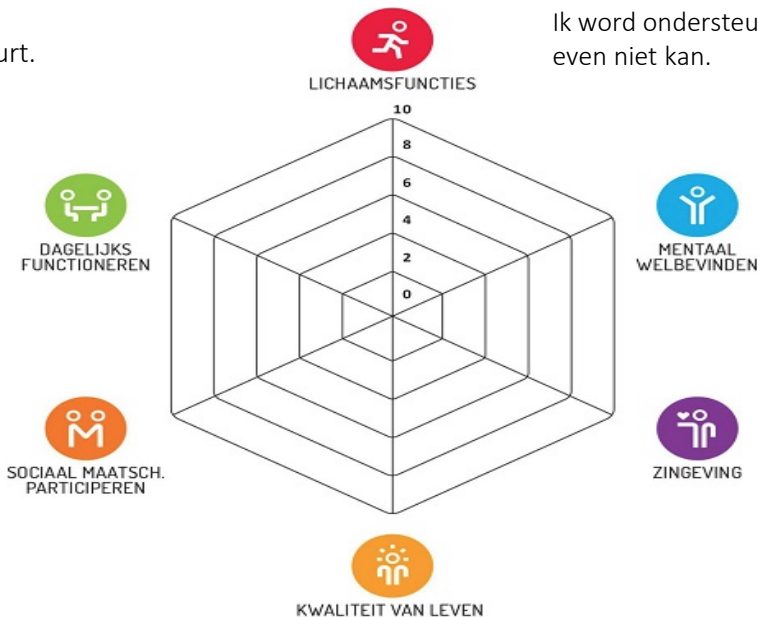 urt.
Ik word ondersteu
even niet kan.
LICHAAMSFUNCTIES
10
8
6
4
2
0
DAGELIJKS
FUNCTIONEREN
MENTAAL
WELBEVINDEN
SOCIAAL MAATSCH.
PARTICIPEREN
ZINGEVING
KWALITEIT VAN LEVEN